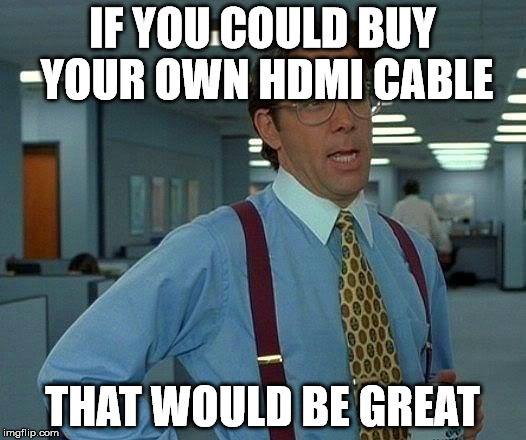 IF YOU COULD BUY
YOUR OWN HDMI CABLE
THAT WOULD BE GREAT
imgflip.com